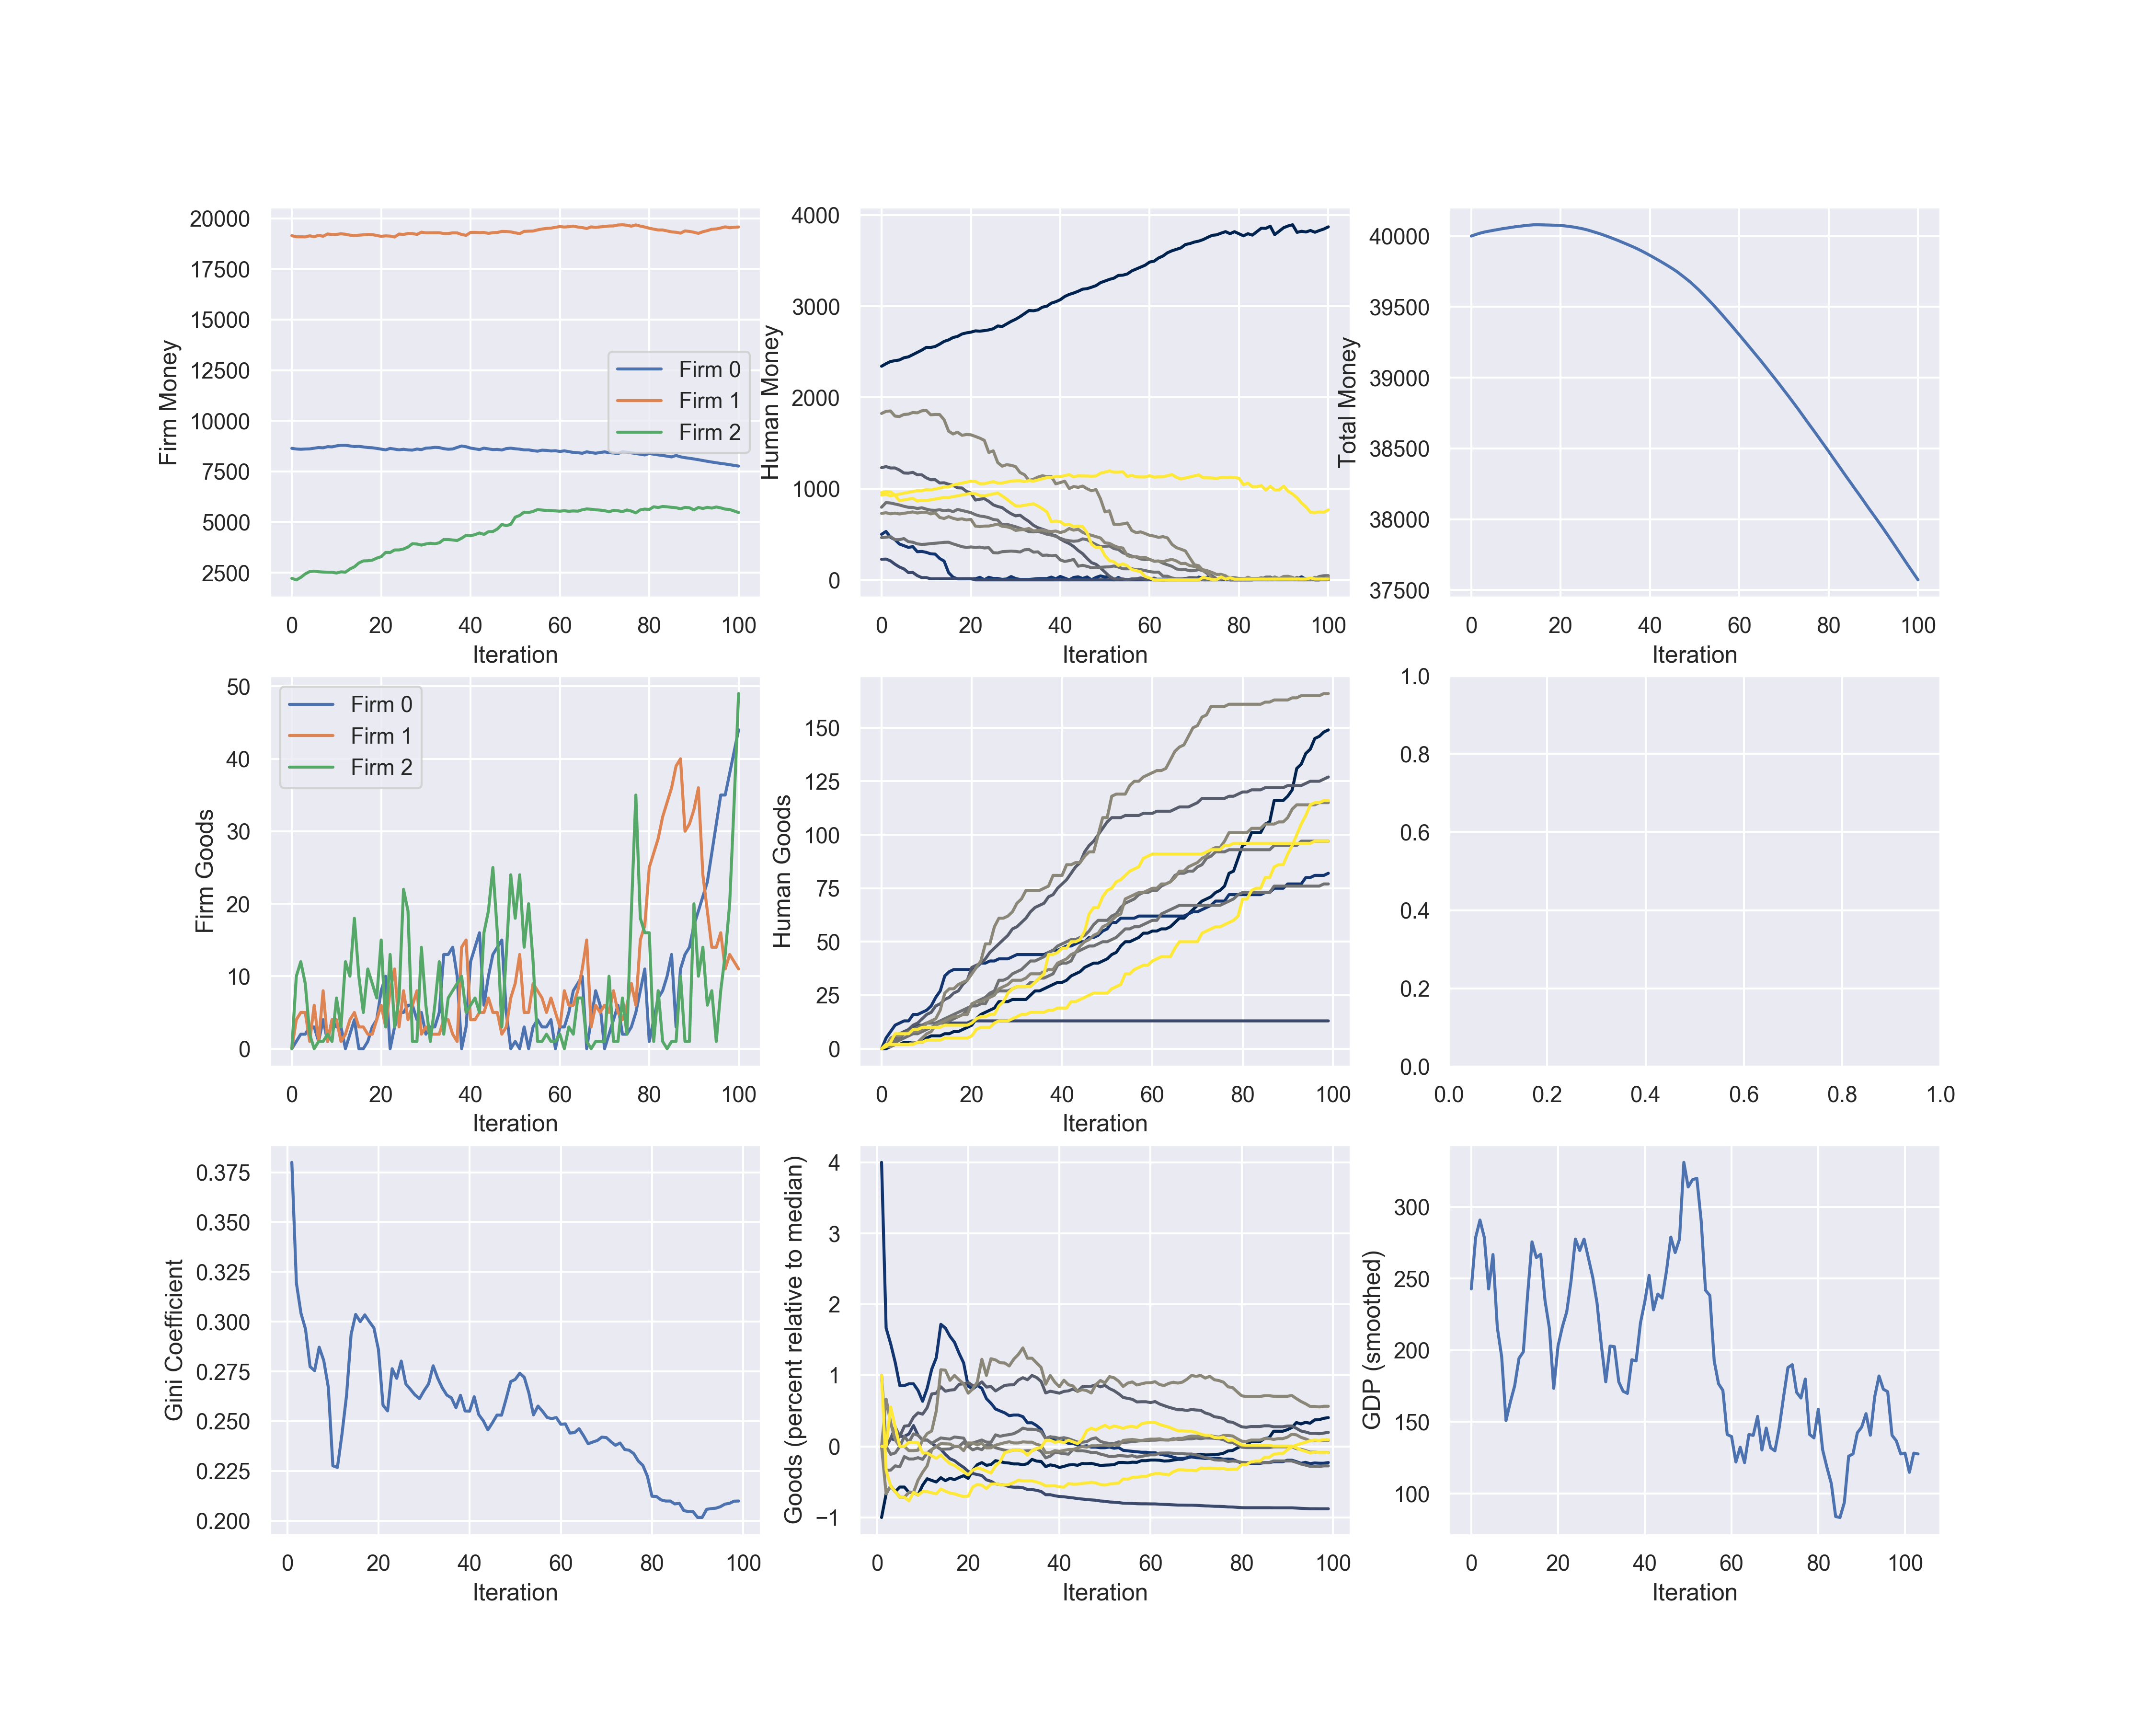 Firm Money
20000
17500
15000
12500
10000
7500
5000
2500
Firm 0
Firm 1
Firm 2
0 20 40 60 80 100
Iteration
Human Money
4000
3000
2000
1000
0
0 20 40 60 80 100
Iteration
Total Money
40000
39500
39000
38500
38000
37500
0 20 40 60 80 100
Iteration
Firm Goods
50
40
30
20
10
0
Firm 0
Firm 1
Firm 2
0 20 40 60 80 100
Iteration
Human Goods
150
125
100
75
50
25
0
0 20 40 60 80 100
Iteration
1.0
0.8
0.6
0.4
0.2
0.0
0.0 0.2 0.4 0.6 0.8 1.0
Gini Coefficient
0.375
0.350
0.325
0.300
0.275
0.250
0.225
0.200
0 20 40 60 80 100
Iteration
Goods (percent relative to median)
4
3
2
1
0
−1
0 20 40 60 80 100
Iteration
GDP (smoothed)
300
250
200
150
100
0 20 40 60 80 100
Iteration